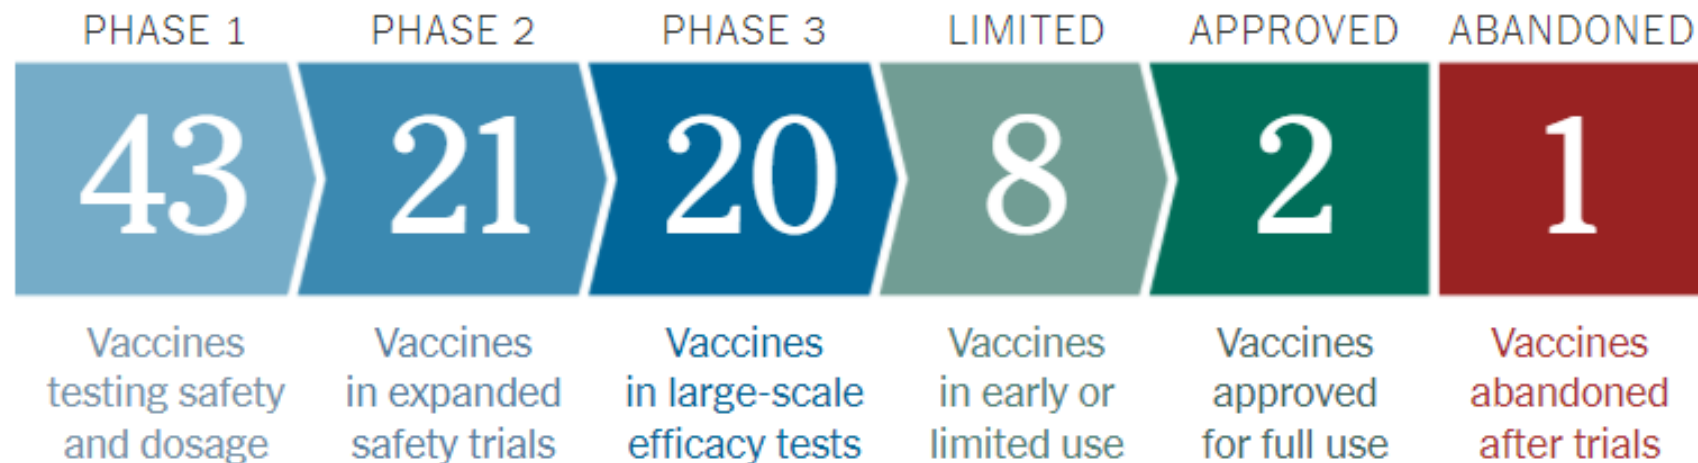 PHASE 1 PHASE 2 PHASE 3 LIMITED APPROVED ABANDONED
43 21 20 8 2 1
Vaccines Vaccines Vaccines Vaccines Vaccines Vaccines
testing safety in expanded in large-scale in early or approved abandoned
and dosage safety trials efficacy tests limited use for full use after trials